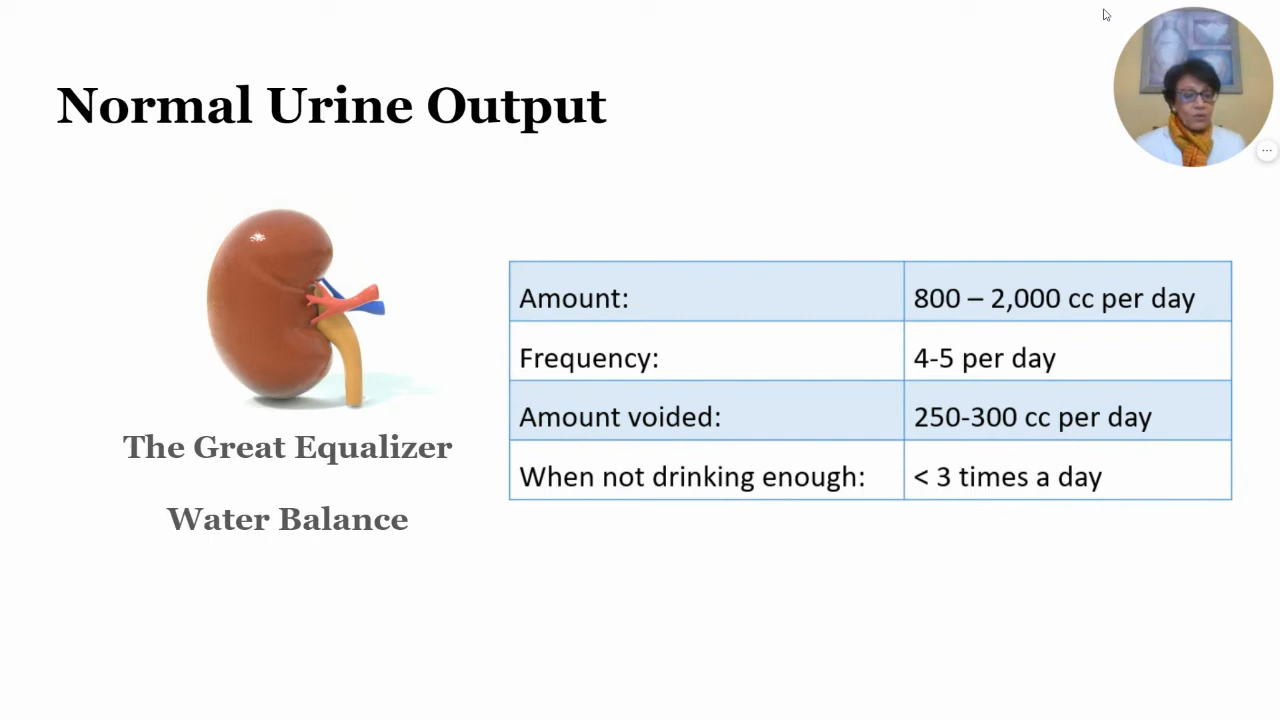 Normal Urine Output
The Great Equalizer
Water Balance
Amount: 800 – 2,000 cc per day
Frequency: 4-5 per day
Amount voided: 250-300 cc per day
When not drinking enough: < 3 times a day